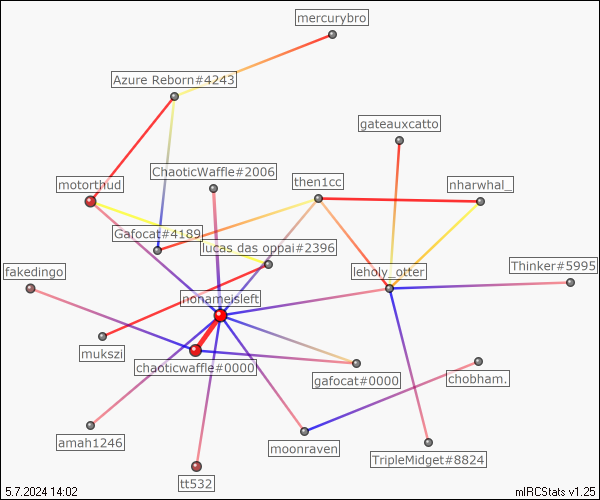 mercurybro
Azure Reborn#4243
gateauxcatto
ChaoticWaffle#2006
then1cc
motorthud
nharwhal_
Gafocat#4189
lucas das oppai#2396
fakedingo
leholy_otter
Thinker#5995
nonameisleft
mukszi
chaoticwaffle#0000
gafocat#0000
chobham.
amah1246
moonraven
TripleMidget#8824
tt532
5.7.2024 14:02
mIRCStats v1.25